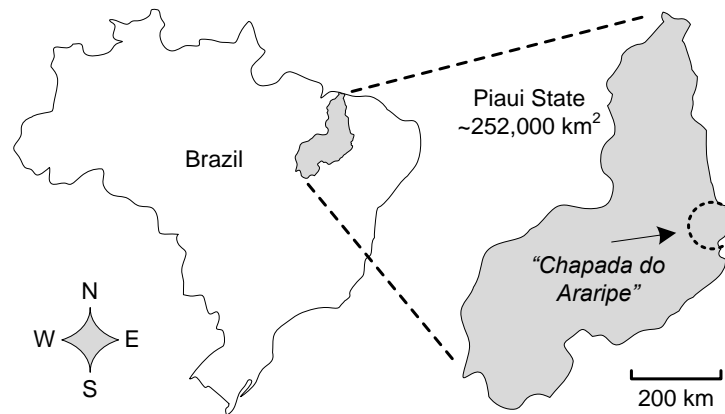 Piaui State
~252,000 km²
Brazil
“Chapada do
Araripe”
N
W E
S
200 km